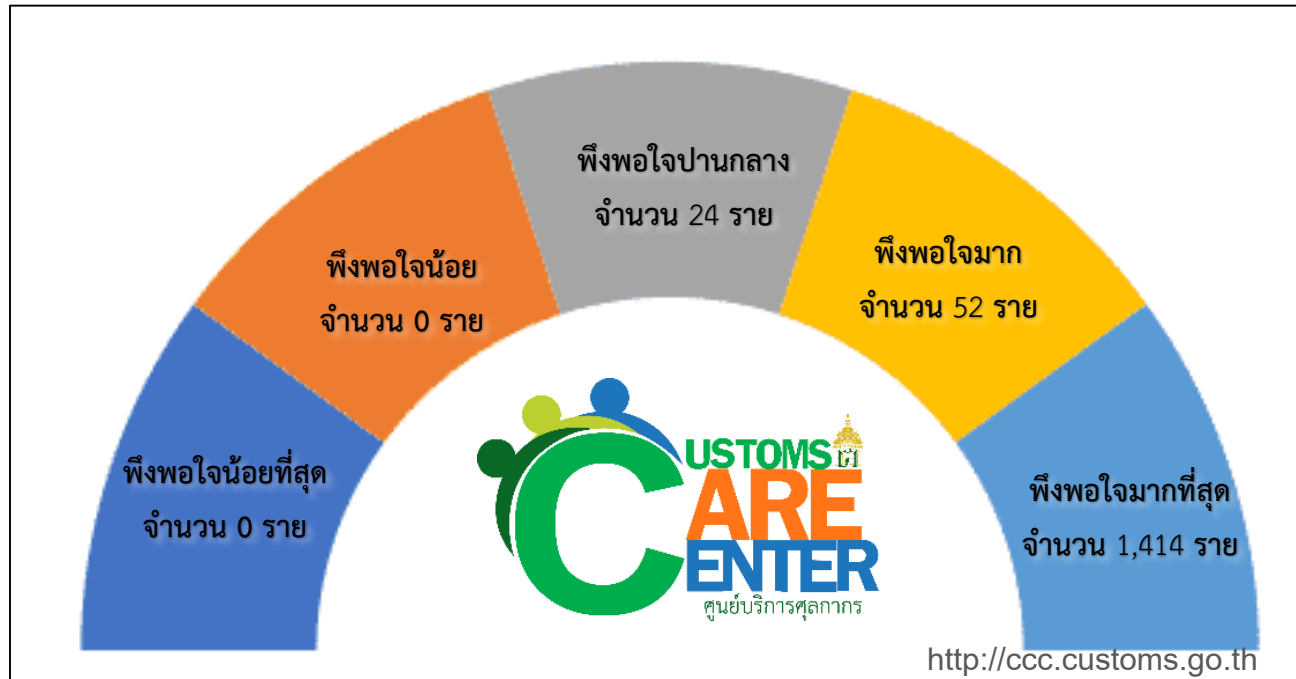 พึงพอใจปานกลาง
จำนวน 24 ราย
พึงพอใจน้อย
จำนวน 0 ราย
พึงพอใจมาก
จำนวน 52 ราย
พึงพอใจน้อยที่สุด
จำนวน 0 ราย
พึงพอใจมากที่สุด
จำนวน 1,414 ราย
CUSTOMS
CARE
CENTER
ศูนย์บริการศุลกากร
http://ccc.customs.go.th